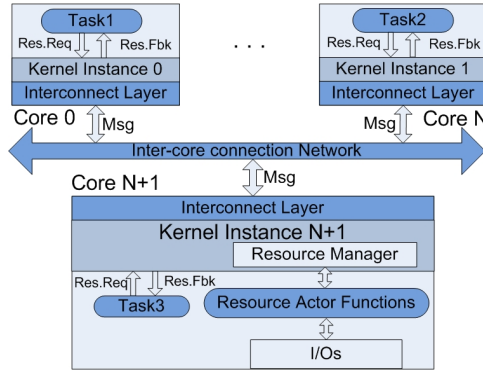 Task1
Res.Req
Res.Fbk
Kernel Instance 0
Interconnect Layer
Core 0
Msg
. . .
Task2
Res.Req
Res.Fbk
Kernel Instance 1
Interconnect Layer
Msg
Core N
Inter-core connection Network
Msg
Core N+1
Interconnect Layer
Kernel Instance N+1
Resource Manager
Res.Req
Res.Fbk
Task3
Resource Actor Functions
I/Os